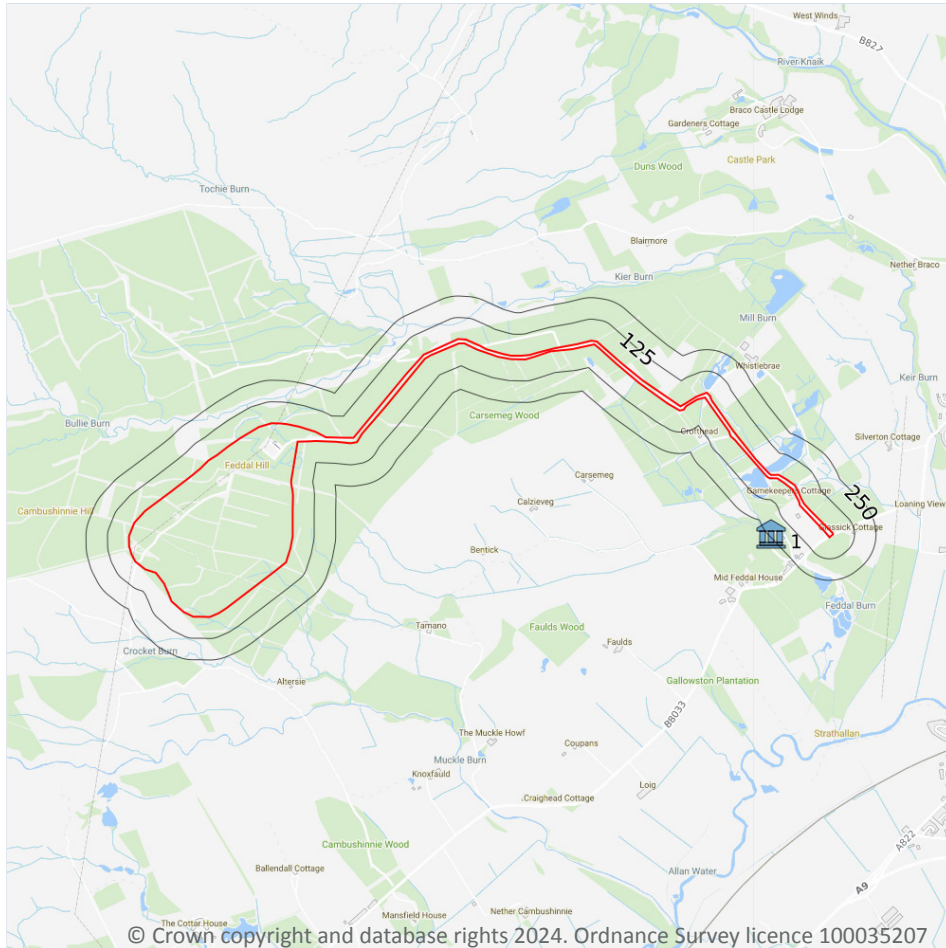 West Winds
B827
River Knaik
Braco Castle Lodge
Gardeners Cottage
Castle Park
Duns Wood
Tochie Burn
Blairmore
Nether Braco
Kier Burn
Mill Burn
125
Whistlebrae
Keir Burn
Carsemeg Wood
Bullie Burn
Crofthead
Silverton Cottage
Feddal Hill
Carsemeg
Gamekeepers Cottage
250
Calzieveg
Loaning View
Cambushinnie Hill
Glassick Cottage
1
Bentick
Mid Feddal House
Feddal Burn
Tamano
Faulds Wood
Faulds
Crocket Burn
Altersie
Gallowston Plantation
B8033
The Muckle Howf
Strathallan
Coupans
Muckle Burn
Knoxfauld
Loig
Craighead Cottage
A822
Cambushinnie Wood
Ballendall Cottage
Allan Water
A9
Mansfield House
Nether Cambushinnie
The Cottar House
© Crown copyright and database rights 2024. Ordnance Survey licence 100035207